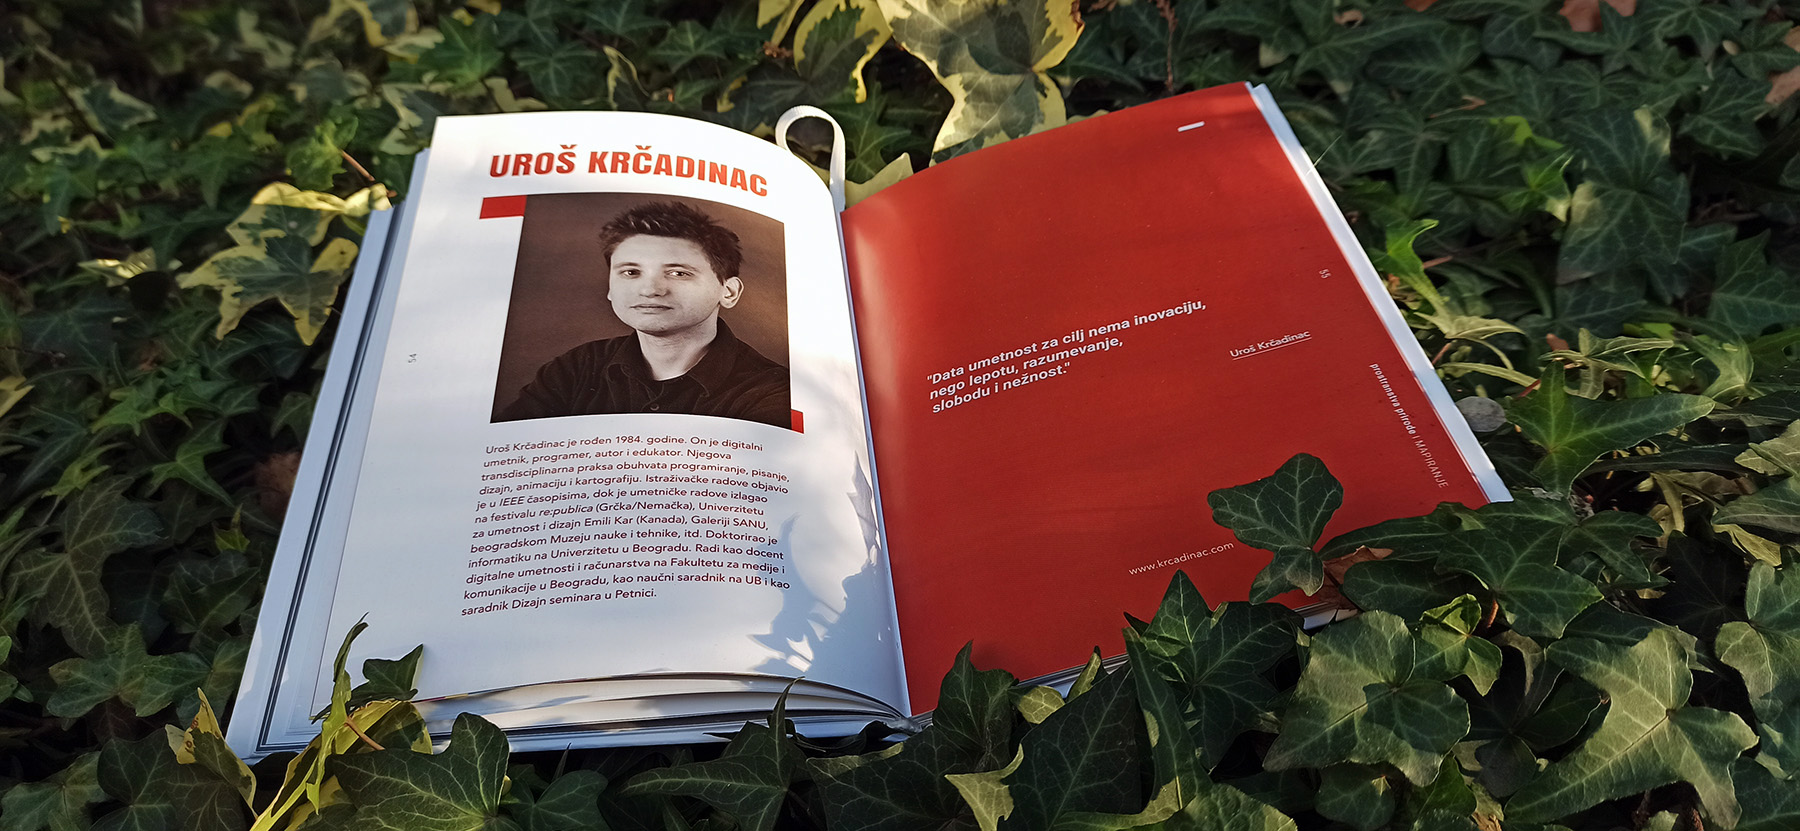 UROŠ KRČADINAC
Uroš Krčadinac je rođen 1984. godine. On je digitalni
umetnik, programer, autor i edukator. Njegova
transdisciplinarna praksa obuhvata programiranje, pisanje,
dizajn, animaciju i kartografiju. Istraživačke radove objavio
je u IEEE časopisima, dok je umetničke radove izlagao
na festivalu re:publica (Grčka/Nemačka), Univerzitetu
za umetnost i dizajn Emili Kar (Kanada), Galeriji SANU,
beogradskom Muzeju nauke i tehnike, itd. Doktorirao je
informatiku na Univerzitetu u Beogradu. Radi kao docent
digitalne umetnosti i računarstva na Fakultetu za medije i
komunikacije u Beogradu, kao naučni saradnik na UB i kao
saradnik Dizajn seminara u Petnici.
54
"Data umetnost za cilj nema inovaciju,
nego lepotu, razumevanje,
slobodu i nežnost."
Uroš Krčadinac
www.krcadinac.com
55
prostranstva prirode I MAPIRANJE